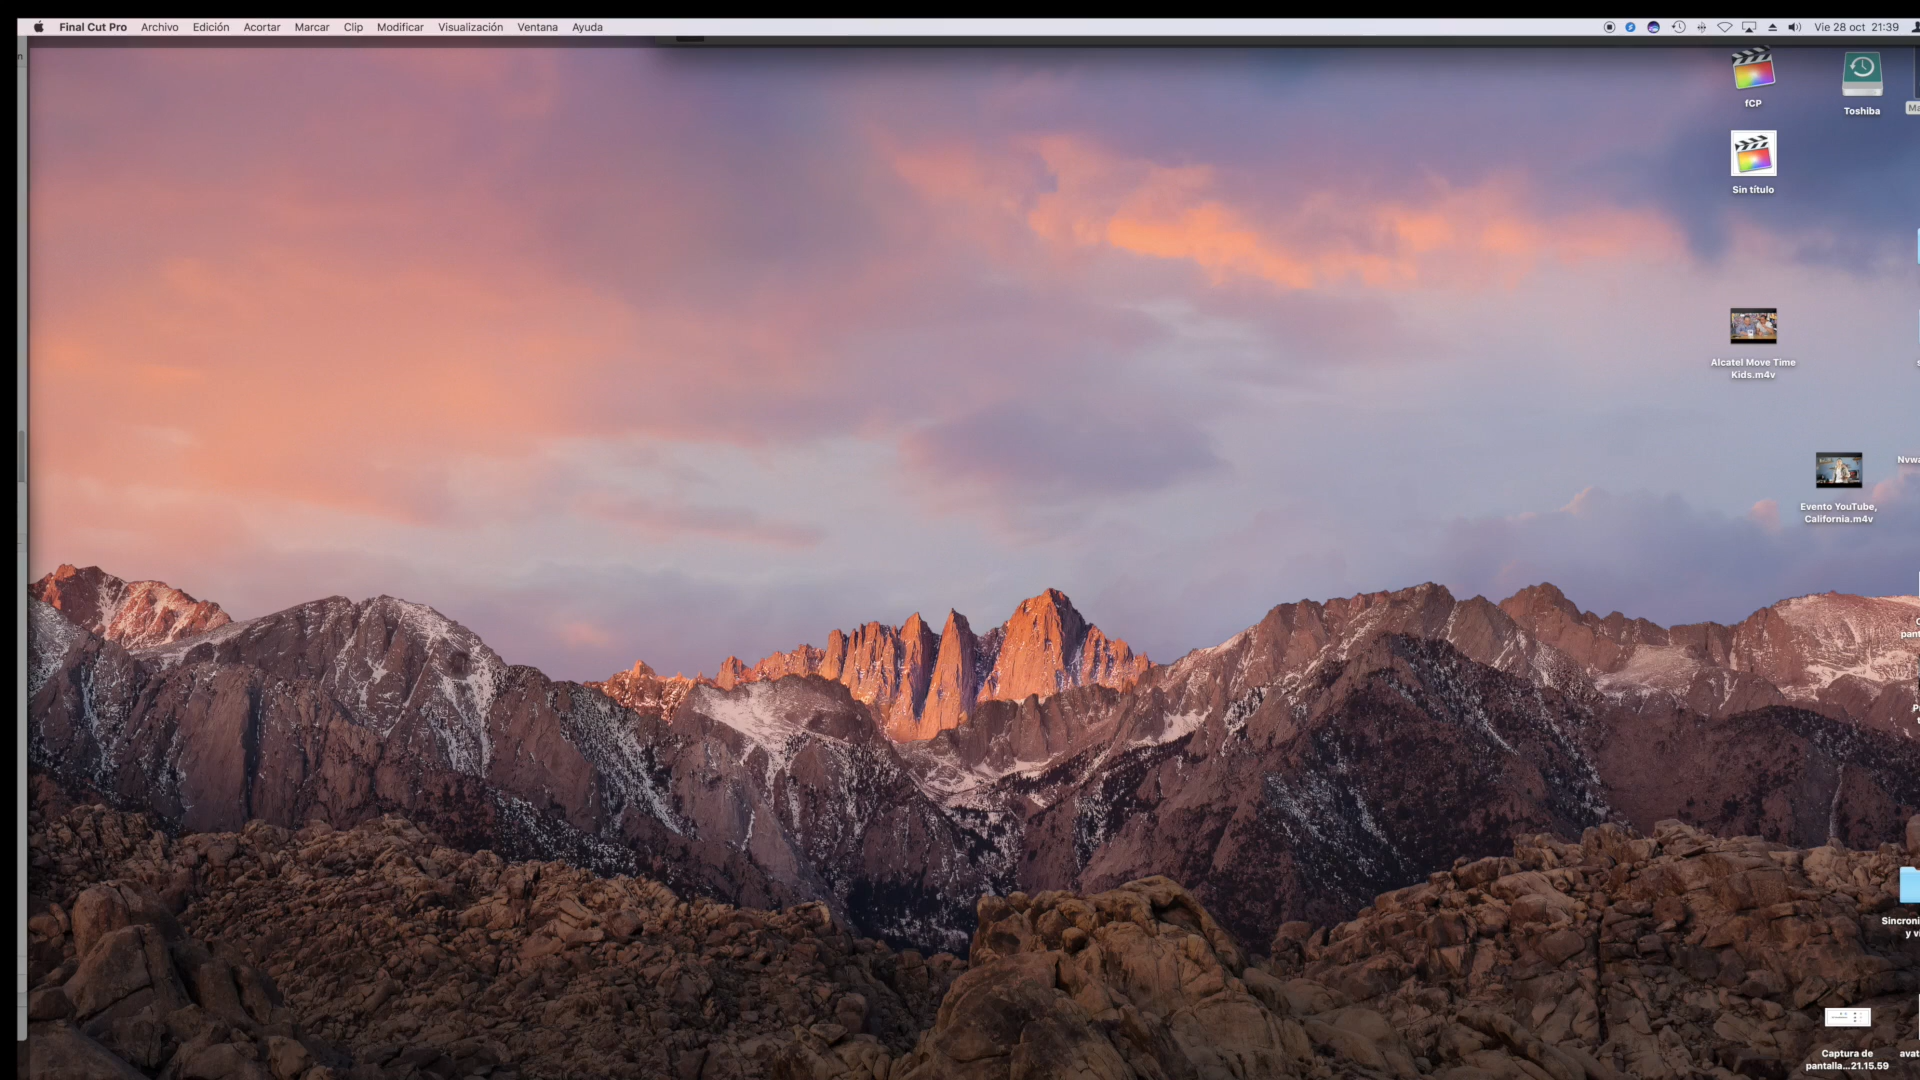 Final Cut Pro Archivo Edición Acortar Marcar Clip Modificar Visualización Ventana Ayuda Vie 28 oct 21:39
fCP
Toshiba
Sin título
Alcatel Move Time
Kids.m4v
Evento YouTube,
California.m4v
Captura de
pantalla...21.15.59